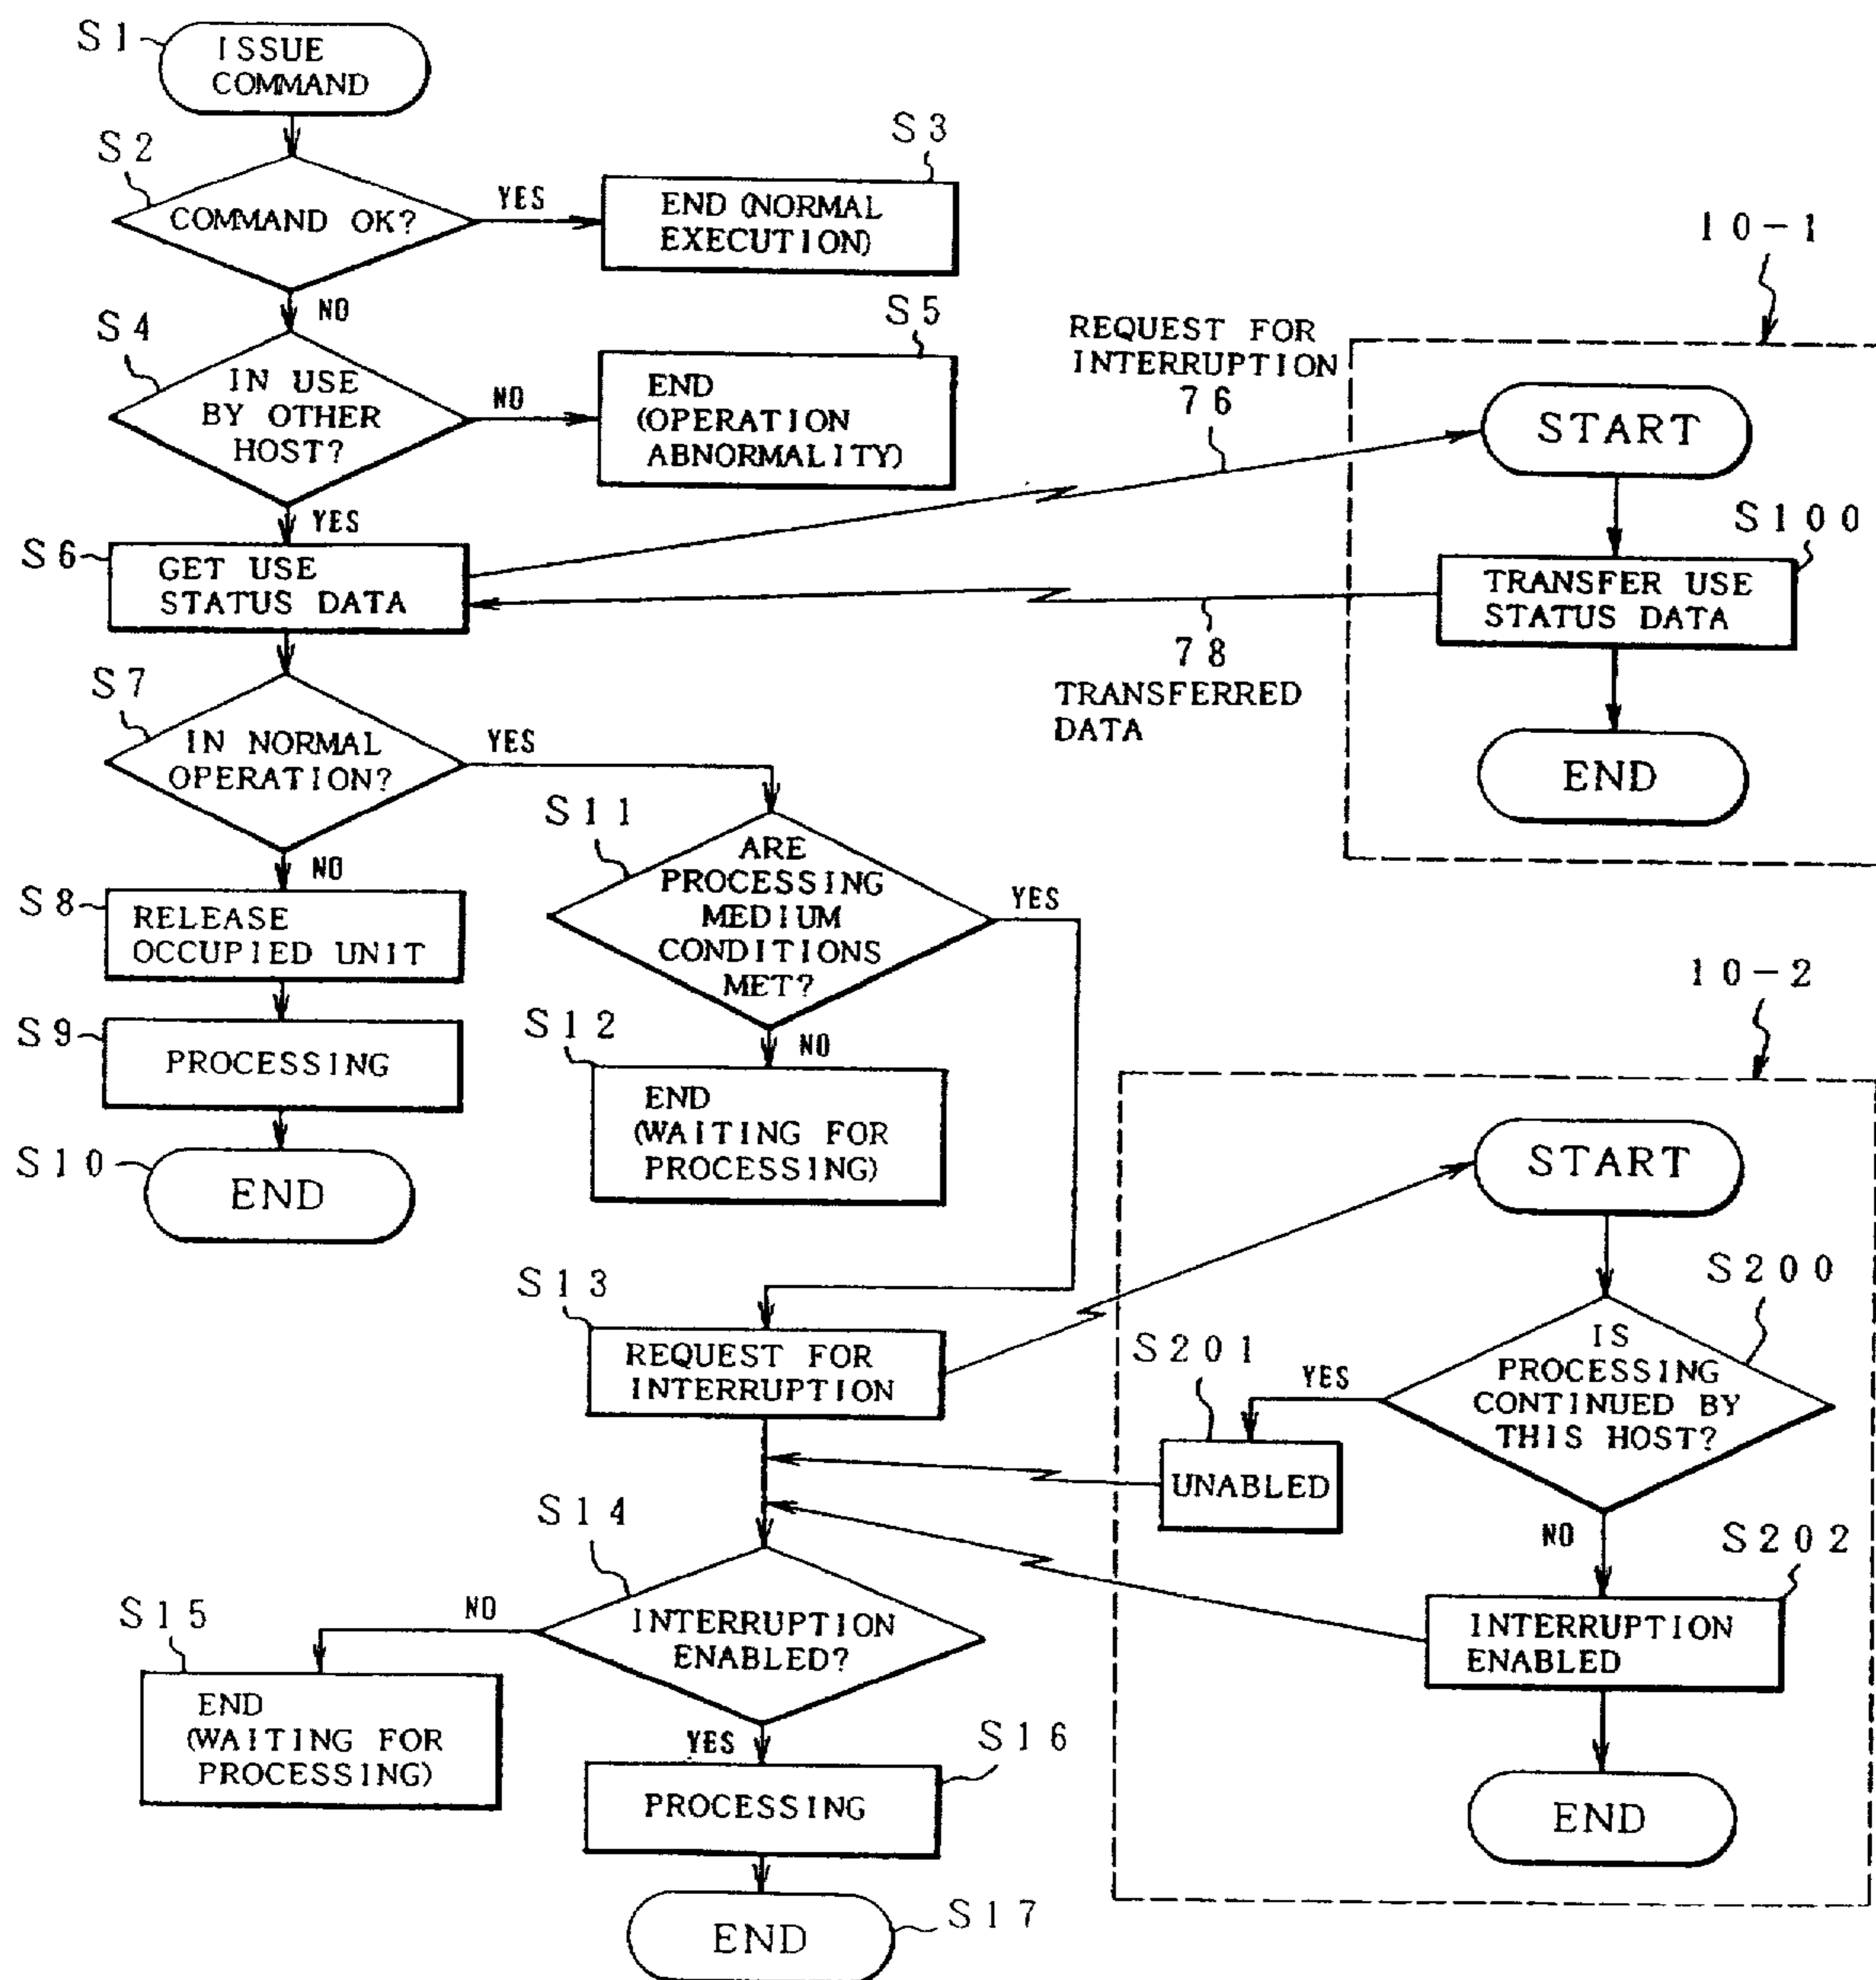 S1
ISSUE
COMMAND
S2
COMMAND OK?
YES
S3
END (NORMAL
EXECUTION)
NO
S4
IN USE
BY OTHER
HOST?
NO
S5
END
(OPERATION
ABNORMALITY)
YES
REQUEST FOR
INTERRUPTION
76
10-1
START
S100
TRANSFER USE
STATUS DATA
END
S6
GET USE
STATUS DATA
78
TRANSFERRED
DATA
S7
IN NORMAL
OPERATION?
YES
NO
S8
RELEASE
OCCUPIED UNIT
S9
PROCESSING
S10
END
S11
ARE
PROCESSING
MEDIUM
CONDITIONS
MET?
YES
NO
S12
END
(WAITING FOR
PROCESSING)
S13
REQUEST FOR
INTERRUPTION
10-2
START
S200
IS
PROCESSING
CONTINUED BY
THIS HOST?
YES
S201
UNABLED
NO
S202
INTERRUPTION
ENABLED
END
S14
INTERRUPTION
ENABLED?
NO
S15
END
(WAITING FOR
PROCESSING)
YES
S16
PROCESSING
S17
END